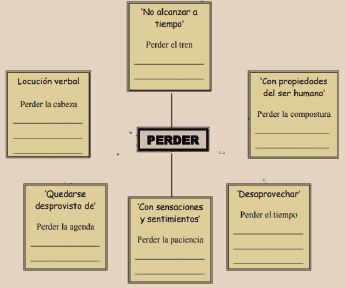 'No alcanzar a
tiempo'
Perder el tren
Locución verbal
Perder la cabeza
'Con propiedades
del ser humano'
Perder la compostura
PERDER
'Quedarse
desprovisto de'
Perder la agenda
'Con sensaciones
y sentimientos'
Perder la paciencia
'Desaprovechar'
Perder el tiempo